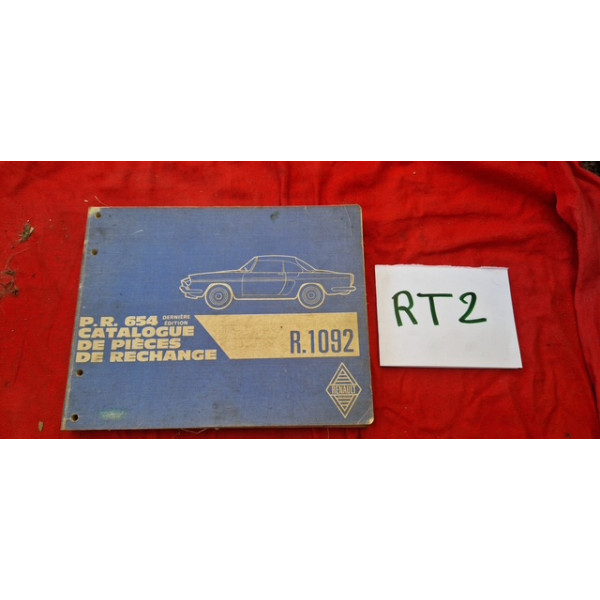 P.R. 654 DERNIÈRE ÉDITION
CATALOGUE
DE PIÈCES
DE RECHANGE
R.1092
RENAULT
RT2